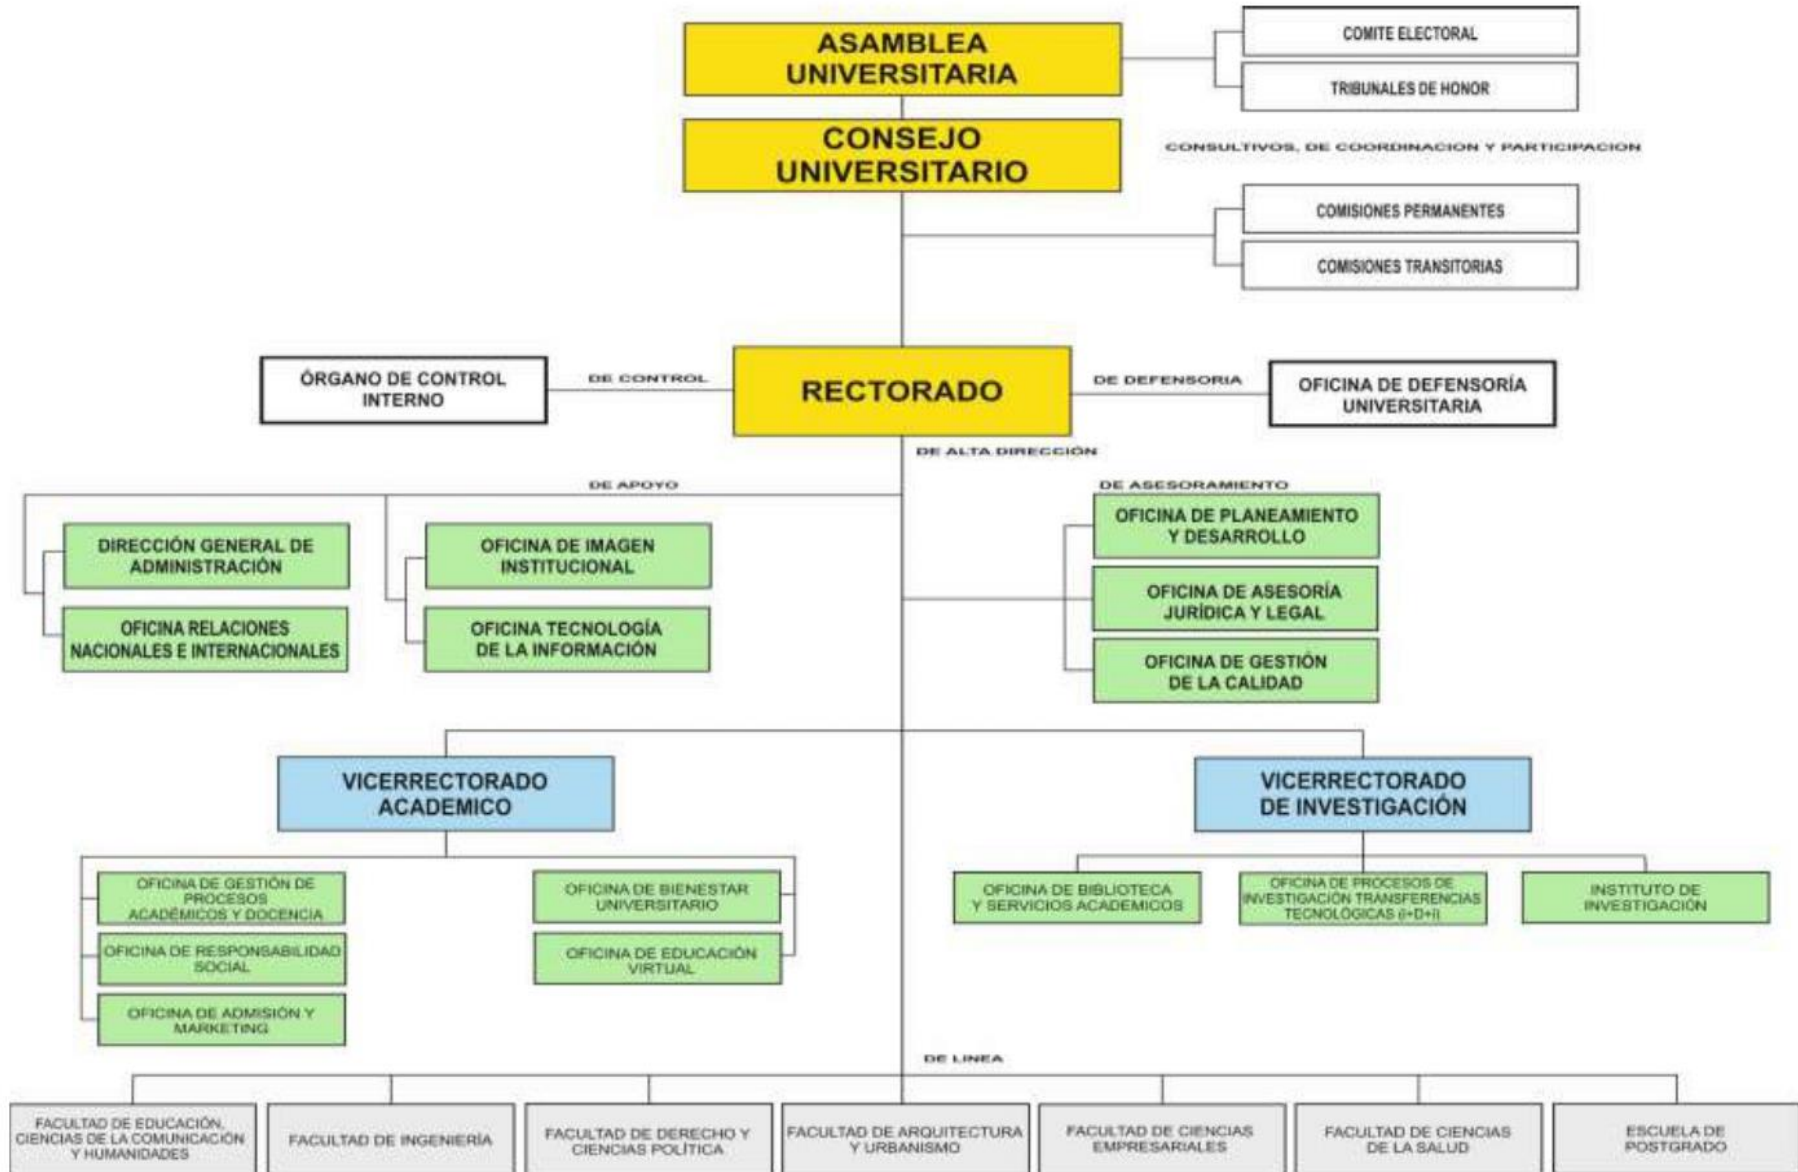 ASAMBLEA
UNIVERSITARIA
COMITE ELECTORAL
TRIBUNALES DE HONOR
CONSEJO
UNIVERSITARIO
CONSULTIVOS, DE COORDINACION Y PARTICIPACION
COMISIONES PERMANENTES
COMISIONES TRANSITORIAS
ÓRGANO DE CONTROL
INTERNO
DE CONTROL
RECTORADO
DE DEFENSORIA
OFICINA DE DEFENSORÍA
UNIVERSITARIA
DE ALTA DIRECCIÓN
DE APOYO
DE ASESORAMIENTO
DIRECCIÓN GENERAL DE
ADMINISTRACIÓN
OFICINA DE IMAGEN
INSTITUCIONAL
OFICINA DE PLANEAMIENTO
Y DESARROLLO
OFICINA RELACIONES
NACIONALES E INTERNACIONALES
OFICINA TECNOLOGÍA
DE LA INFORMACIÓN
OFICINA DE ASESORÍA
JURÍDICA Y LEGAL
OFICINA DE GESTIÓN
DE LA CALIDAD
VICERRECTORADO
ACADEMICO
VICERRECTORADO
DE INVESTIGACIÓN
OFICINA DE GESTIÓN DE
PROCESOS
ACADÉMICOS Y DOCENCIA
OFICINA DE BIENESTAR
UNIVERSITARIO
OFICINA DE BIBLIOTECA
Y SERVICIOS ACADEMICOS
OFICINA DE PROCESOS DE
INVESTIGACIÓN TRANSFERENCIAS
TECNOLÓGICAS (i+D+i)
INSTITUTO DE
INVESTIGACIÓN
OFICINA DE RESPONSABILIDAD
SOCIAL
OFICINA DE EDUCACIÓN
VIRTUAL
OFICINA DE ADMISIÓN Y
MARKETING
DE LINEA
FACULTAD DE EDUCACIÓN,
CIENCIAS DE LA COMUNICACIÓN
Y HUMANIDADES
FACULTAD DE INGENIERÍA
FACULTAD DE DERECHO Y
CIENCIAS POLÍTICA
FACULTAD DE ARQUITECTURA
Y URBANISMO
FACULTAD DE CIENCIAS
EMPRESARIALES
FACULTAD DE CIENCIAS
DE LA SALUD
ESCUELA DE
POSTGRADO